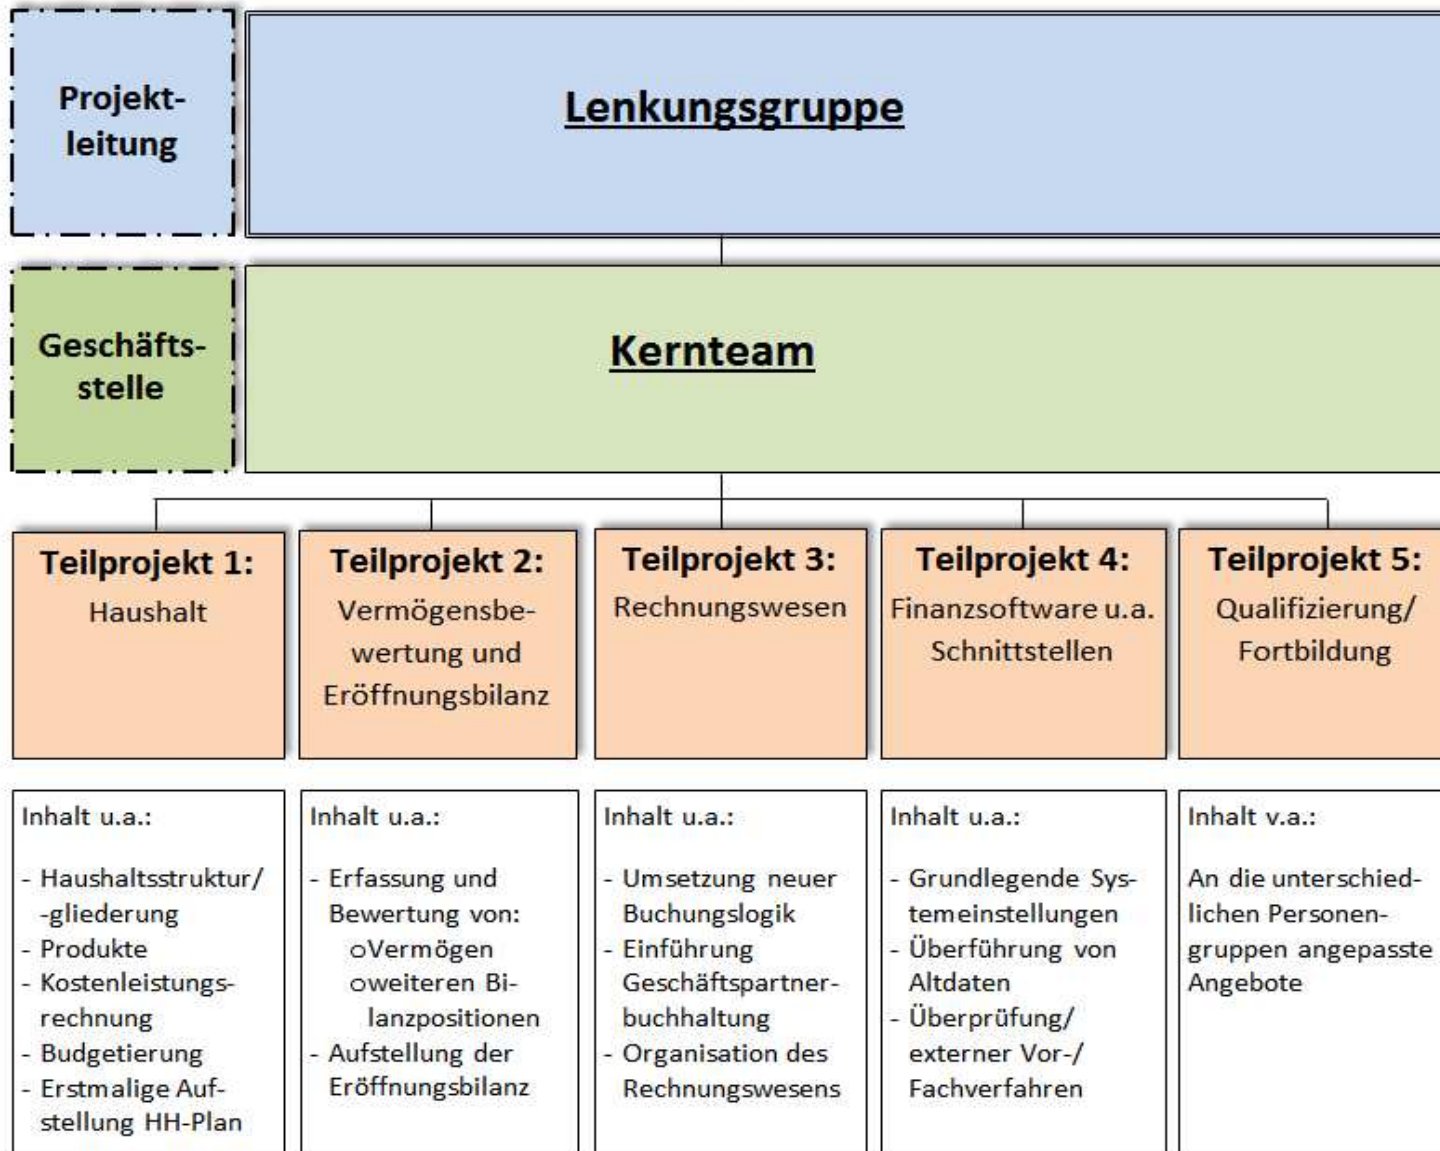 Projekt-
leitung
Lenkungsgruppe
Geschäfts-
stelle
Kernteam
Teilprojekt 1:
Haushalt
Teilprojekt 2:
Vermögensbe-
wertung und
Eröffnungsbilanz
Teilprojekt 3:
Rechnungswesen
Teilprojekt 4:
Finanzsoftware u.a.
Schnittstellen
Teilprojekt 5:
Qualifizierung/
Fortbildung
Inhalt u.a.:
- Haushaltsstruktur/
-gliederung
- Produkte
- Kostenleistungs-
rechnung
- Budgetierung
- Erstmalige Auf-
stellung HH-Plan
Inhalt u.a.:
- Erfassung und
Bewertung von:
o Vermögen
o weiteren Bi-
lanzpositionen
- Aufstellung der
Eröffnungsbilanz
Inhalt u.a.:
- Umsetzung neuer
Buchungslogik
- Einführung
Geschäftspartner-
buchhaltung
- Organisation des
Rechnungswesens
Inhalt u.a.:
- Grundlegende Sys-
temeinstellungen
- Überführung von
Altdaten
- Überprüfung/
externer Vor-/
Fachverfahren
Inhalt v.a.:
An die unterschied-
lichen Personen-
gruppen angepasste
Angebote